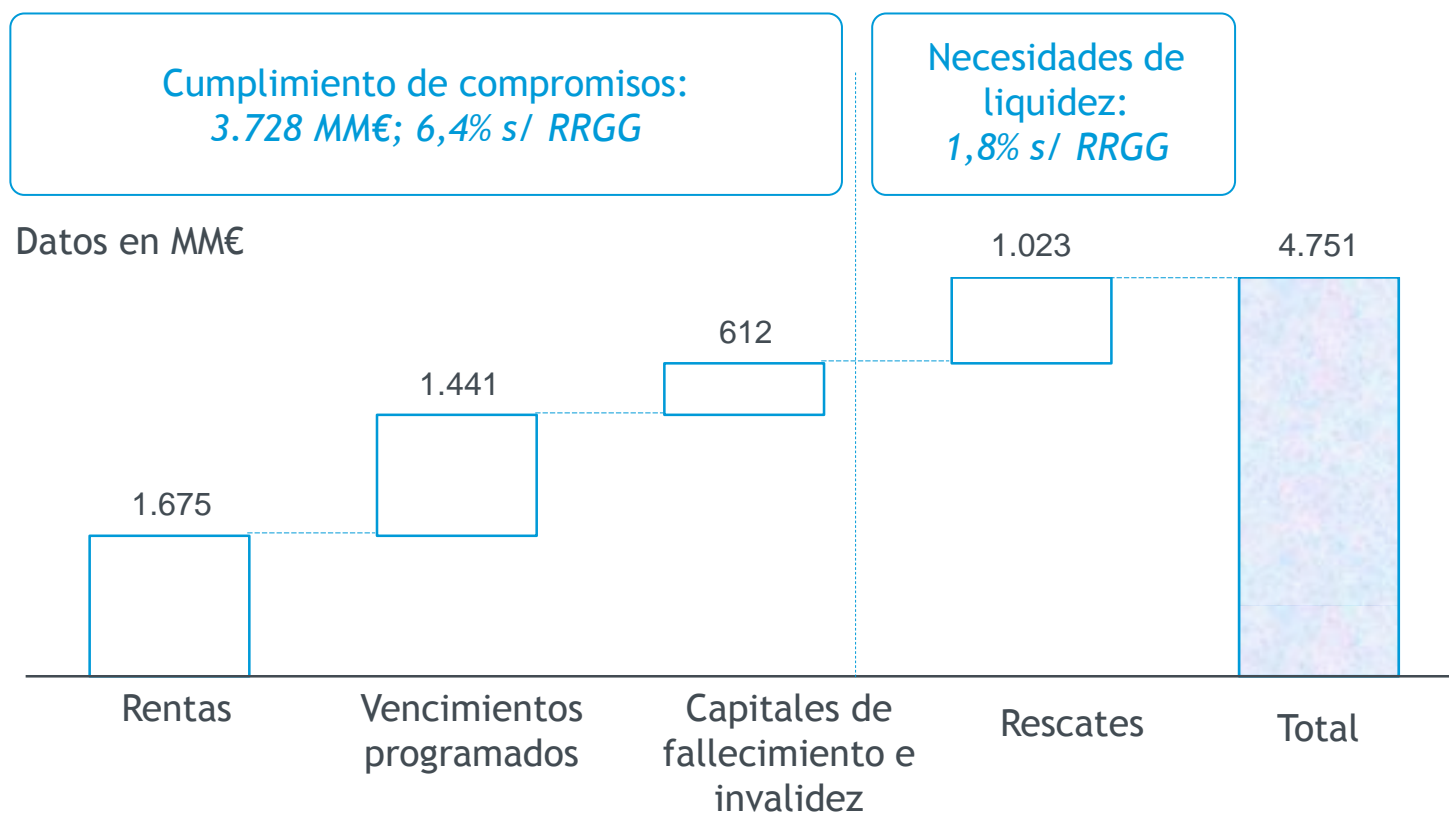 Cumplimiento de compromisos:
3.728 MM€; 6,4% s/ RRGG
Necesidades de
liquidez:
1,8% s/ RRGG
Datos en MM€
1.675
1.441
612
1.023
4.751
Rentas
Vencimientos
programados
Capitales de
fallecimiento e
invalidez
Rescates
Total